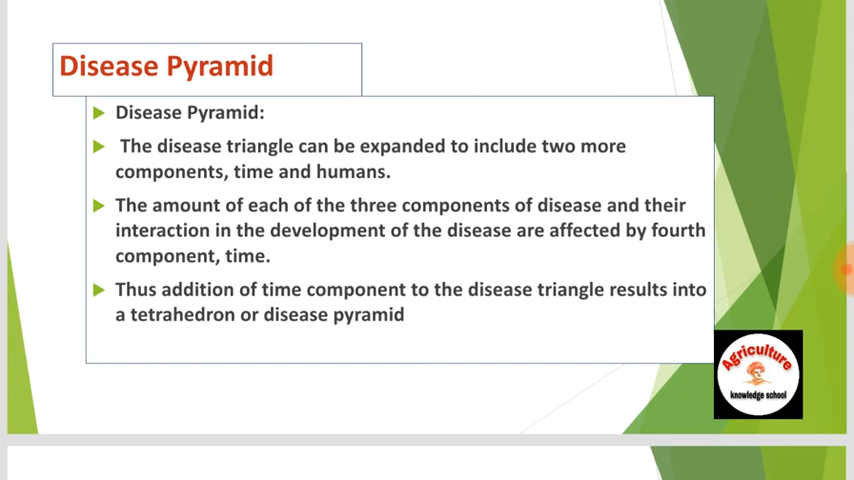 Disease Pyramid
Disease Pyramid:
The disease triangle can be expanded to include two more
components, time and humans.
The amount of each of the three components of disease and their
interaction in the development of the disease are affected by fourth
component, time.
Thus addition of time component to the disease triangle results into
a tetrahedron or disease pyramid
Agriculture
knowledge school